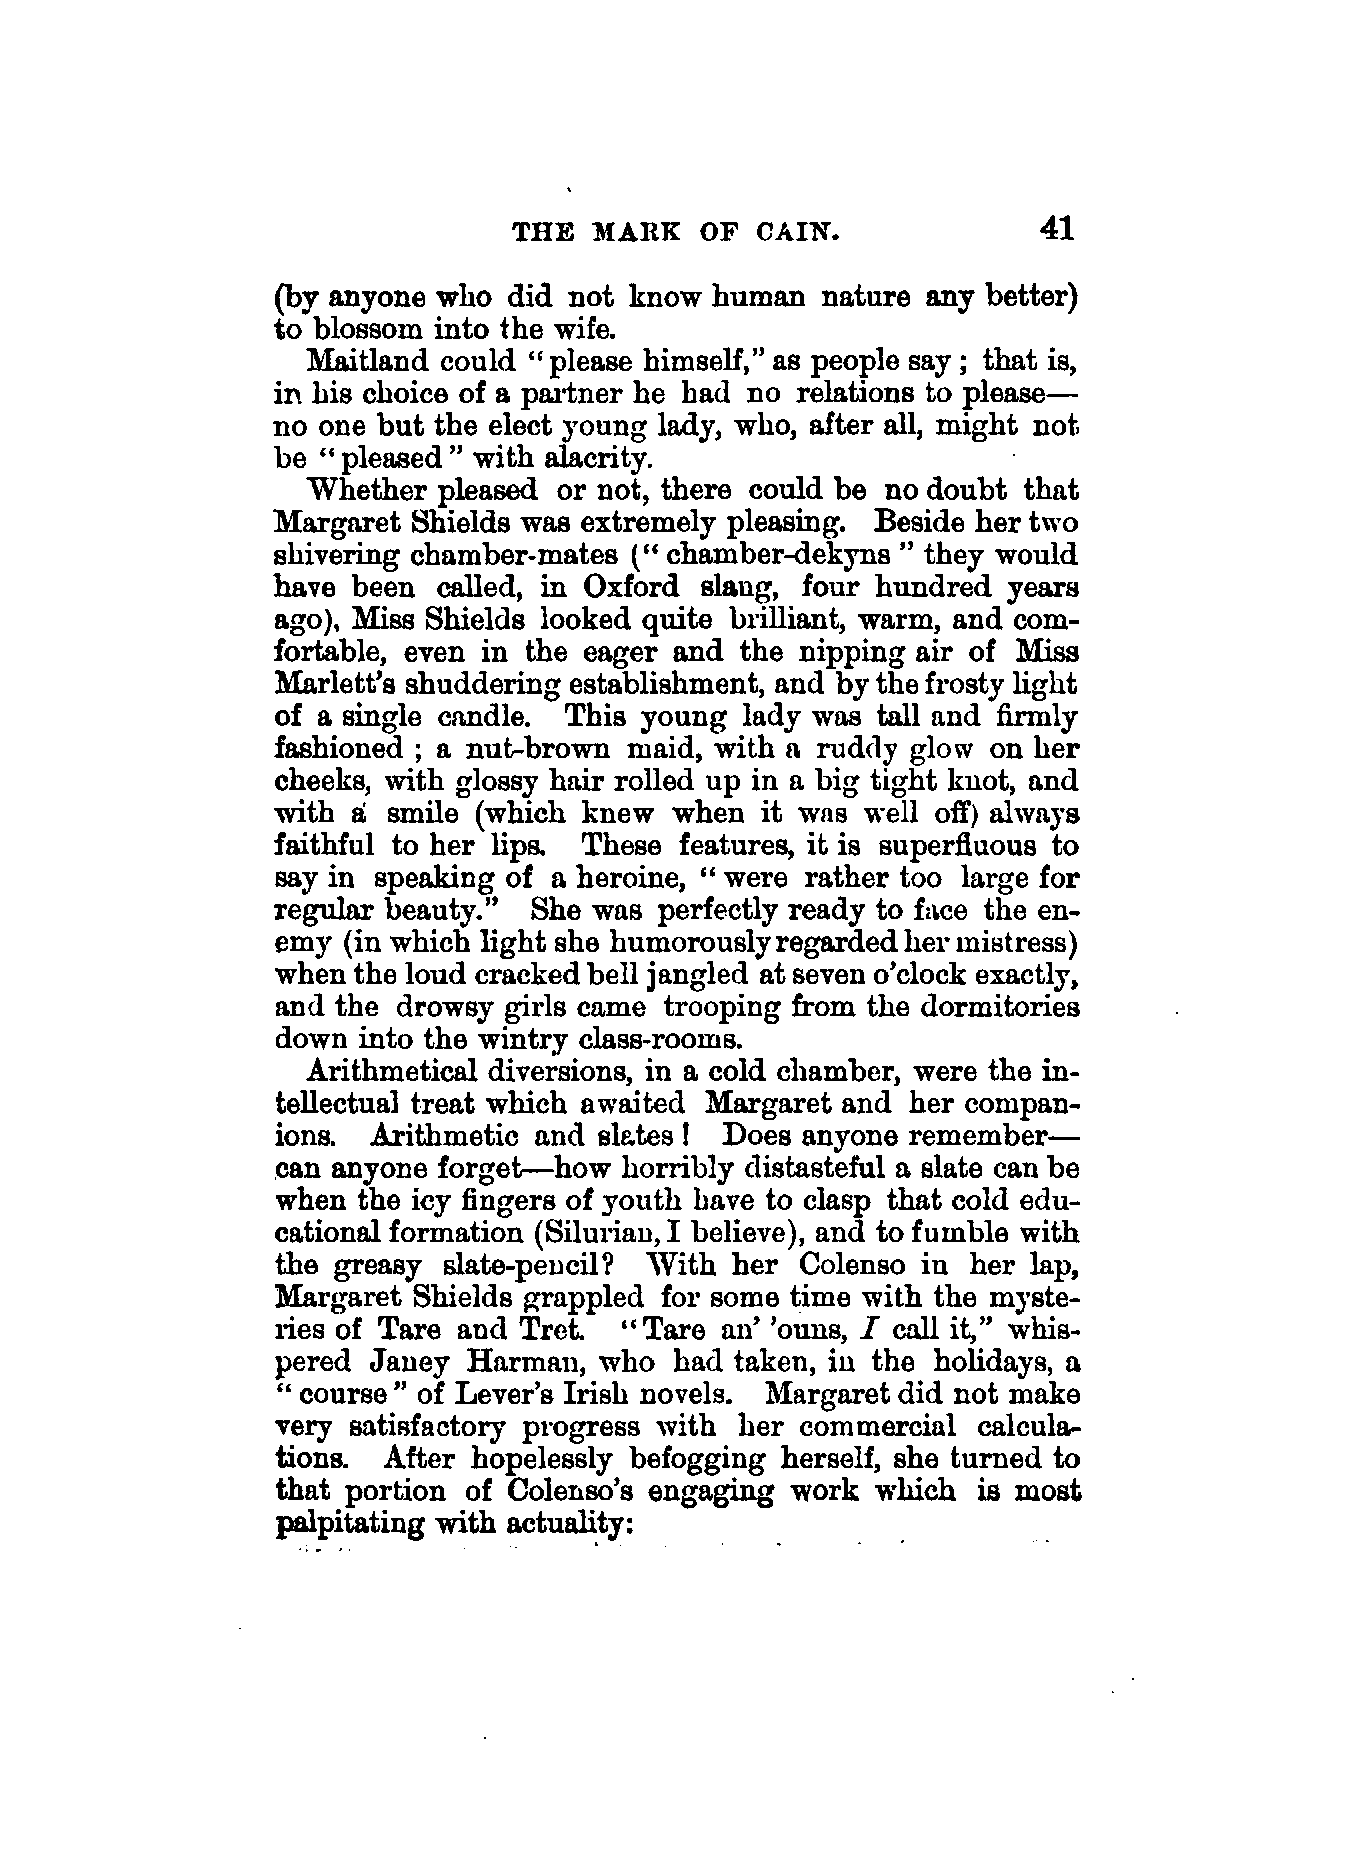 THE MARK OF CAIN. 41
(by anyone who did not know human nature any better)
to blossom into the wife.
Maitland could "please himself," as people say; that is,
in his choice of a partner he had no relations to please—
no one but the elect young lady, who, after all, might not
be "pleased" with alacrity.
Whether pleased or not, there could be no doubt that
Margaret Shields was extremely pleasing. Beside her two
shivering chamber-mates ("chamber-dekyns" they would
have been called, in Oxford slang, four hundred years
ago), Miss Shields looked quite brilliant, warm, and com-
fortable, even in the eager and the nipping air of Miss
Marlett's shuddering establishment, and by the frosty light
of a single candle. This young lady was tall and firmly
fashioned; a nut-brown maid, with a ruddy glow on her
cheeks, with glossy hair rolled up in a big tight knot, and
with a smile (which knew when it was well off) always
faithful to her lips. These features, it is superfluous to
say in speaking of a heroine, "were rather too large for
regular beauty." She was perfectly ready to face the en-
emy (in which light she humorously regarded her mistress)
when the loud cracked bell jangled at seven o'clock exactly,
and the drowsy girls came trooping from the dormitories
down into the wintry class-rooms.
Arithmetical diversions, in a cold chamber, were the in-
tellectual treat which awaited Margaret and her compan-
ions. Arithmetic and slates! Does anyone remember—
can anyone forget—how horribly distasteful a slate can be
when the icy fingers of youth have to clasp that cold edu-
cational formation (Silurian, I believe), and to fumble with
the greasy slate-pencil? With her Colenso in her lap,
Margaret Shields grappled for some time with the myste-
ries of Tare and Tret. "Tare an' 'ouns, I call it," whis-
pered Janey Harman, who had taken, in the holidays, a
"course" of Lever's Irish novels. Margaret did not make
very satisfactory progress with her commercial calcula-
tions. After hopelessly befogging herself, she turned to
that portion of Colenso's engaging work which is most
palpitating with actuality: